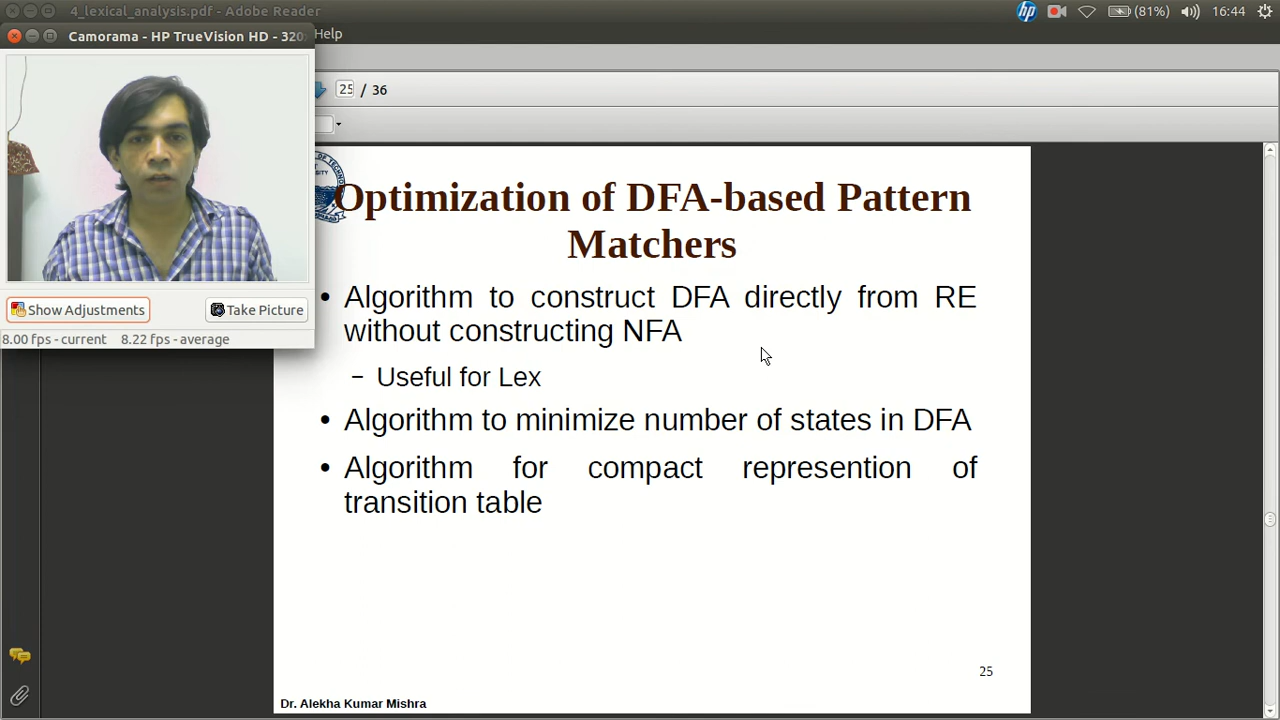 4_lexical_analysis.pdf - Adobe Reader
(81%)
16:44
Camorama - HP TrueVision HD - 320
Help
25 / 36
Show Adjustments
Take Picture
8.00 fps - current 8.22 fps - average
Optimization of DFA-based Pattern
Matchers
• Algorithm to construct DFA directly from RE
without constructing NFA
– Useful for Lex
• Algorithm to minimize number of states in DFA
• Algorithm for compact represention of
transition table
25
Dr. Alekha Kumar Mishra